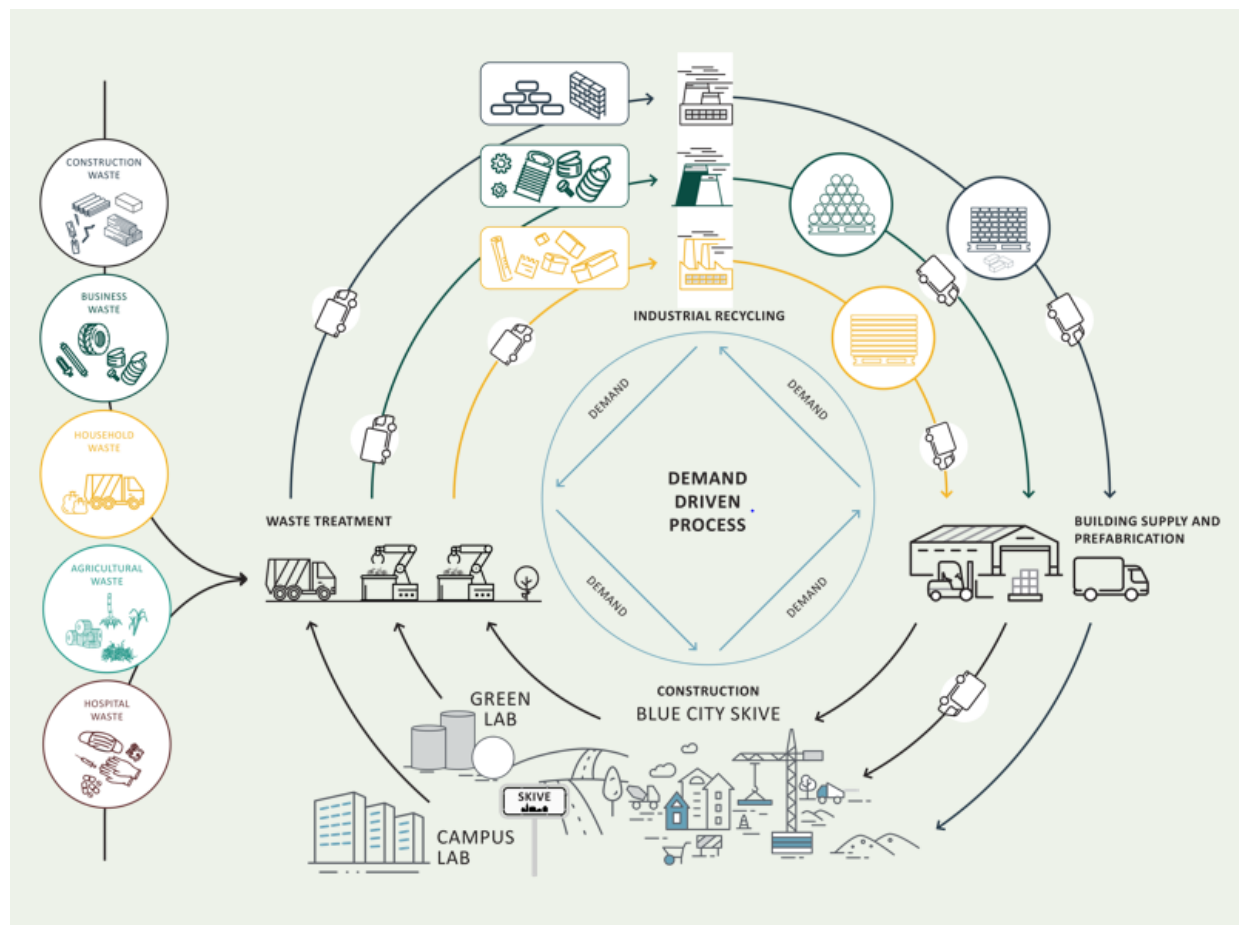 CONSTRUCTION
WASTE
BUSINESS
WASTE
HOUSEHOLD
WASTE
AGRICULTURAL
WASTE
HOSPITAL
WASTE
INDUSTRIAL RECYCLING
DEMAND
DEMAND
DEMAND
DRIVEN
PROCESS
WASTE TREATMENT
BUILDING SUPPLY AND
PREFABRICATION
DEMAND
DEMAND
GREEN
LAB
CONSTRUCTION
BLUE CITY SKIVE
SKIVE
CAMPUS
LAB